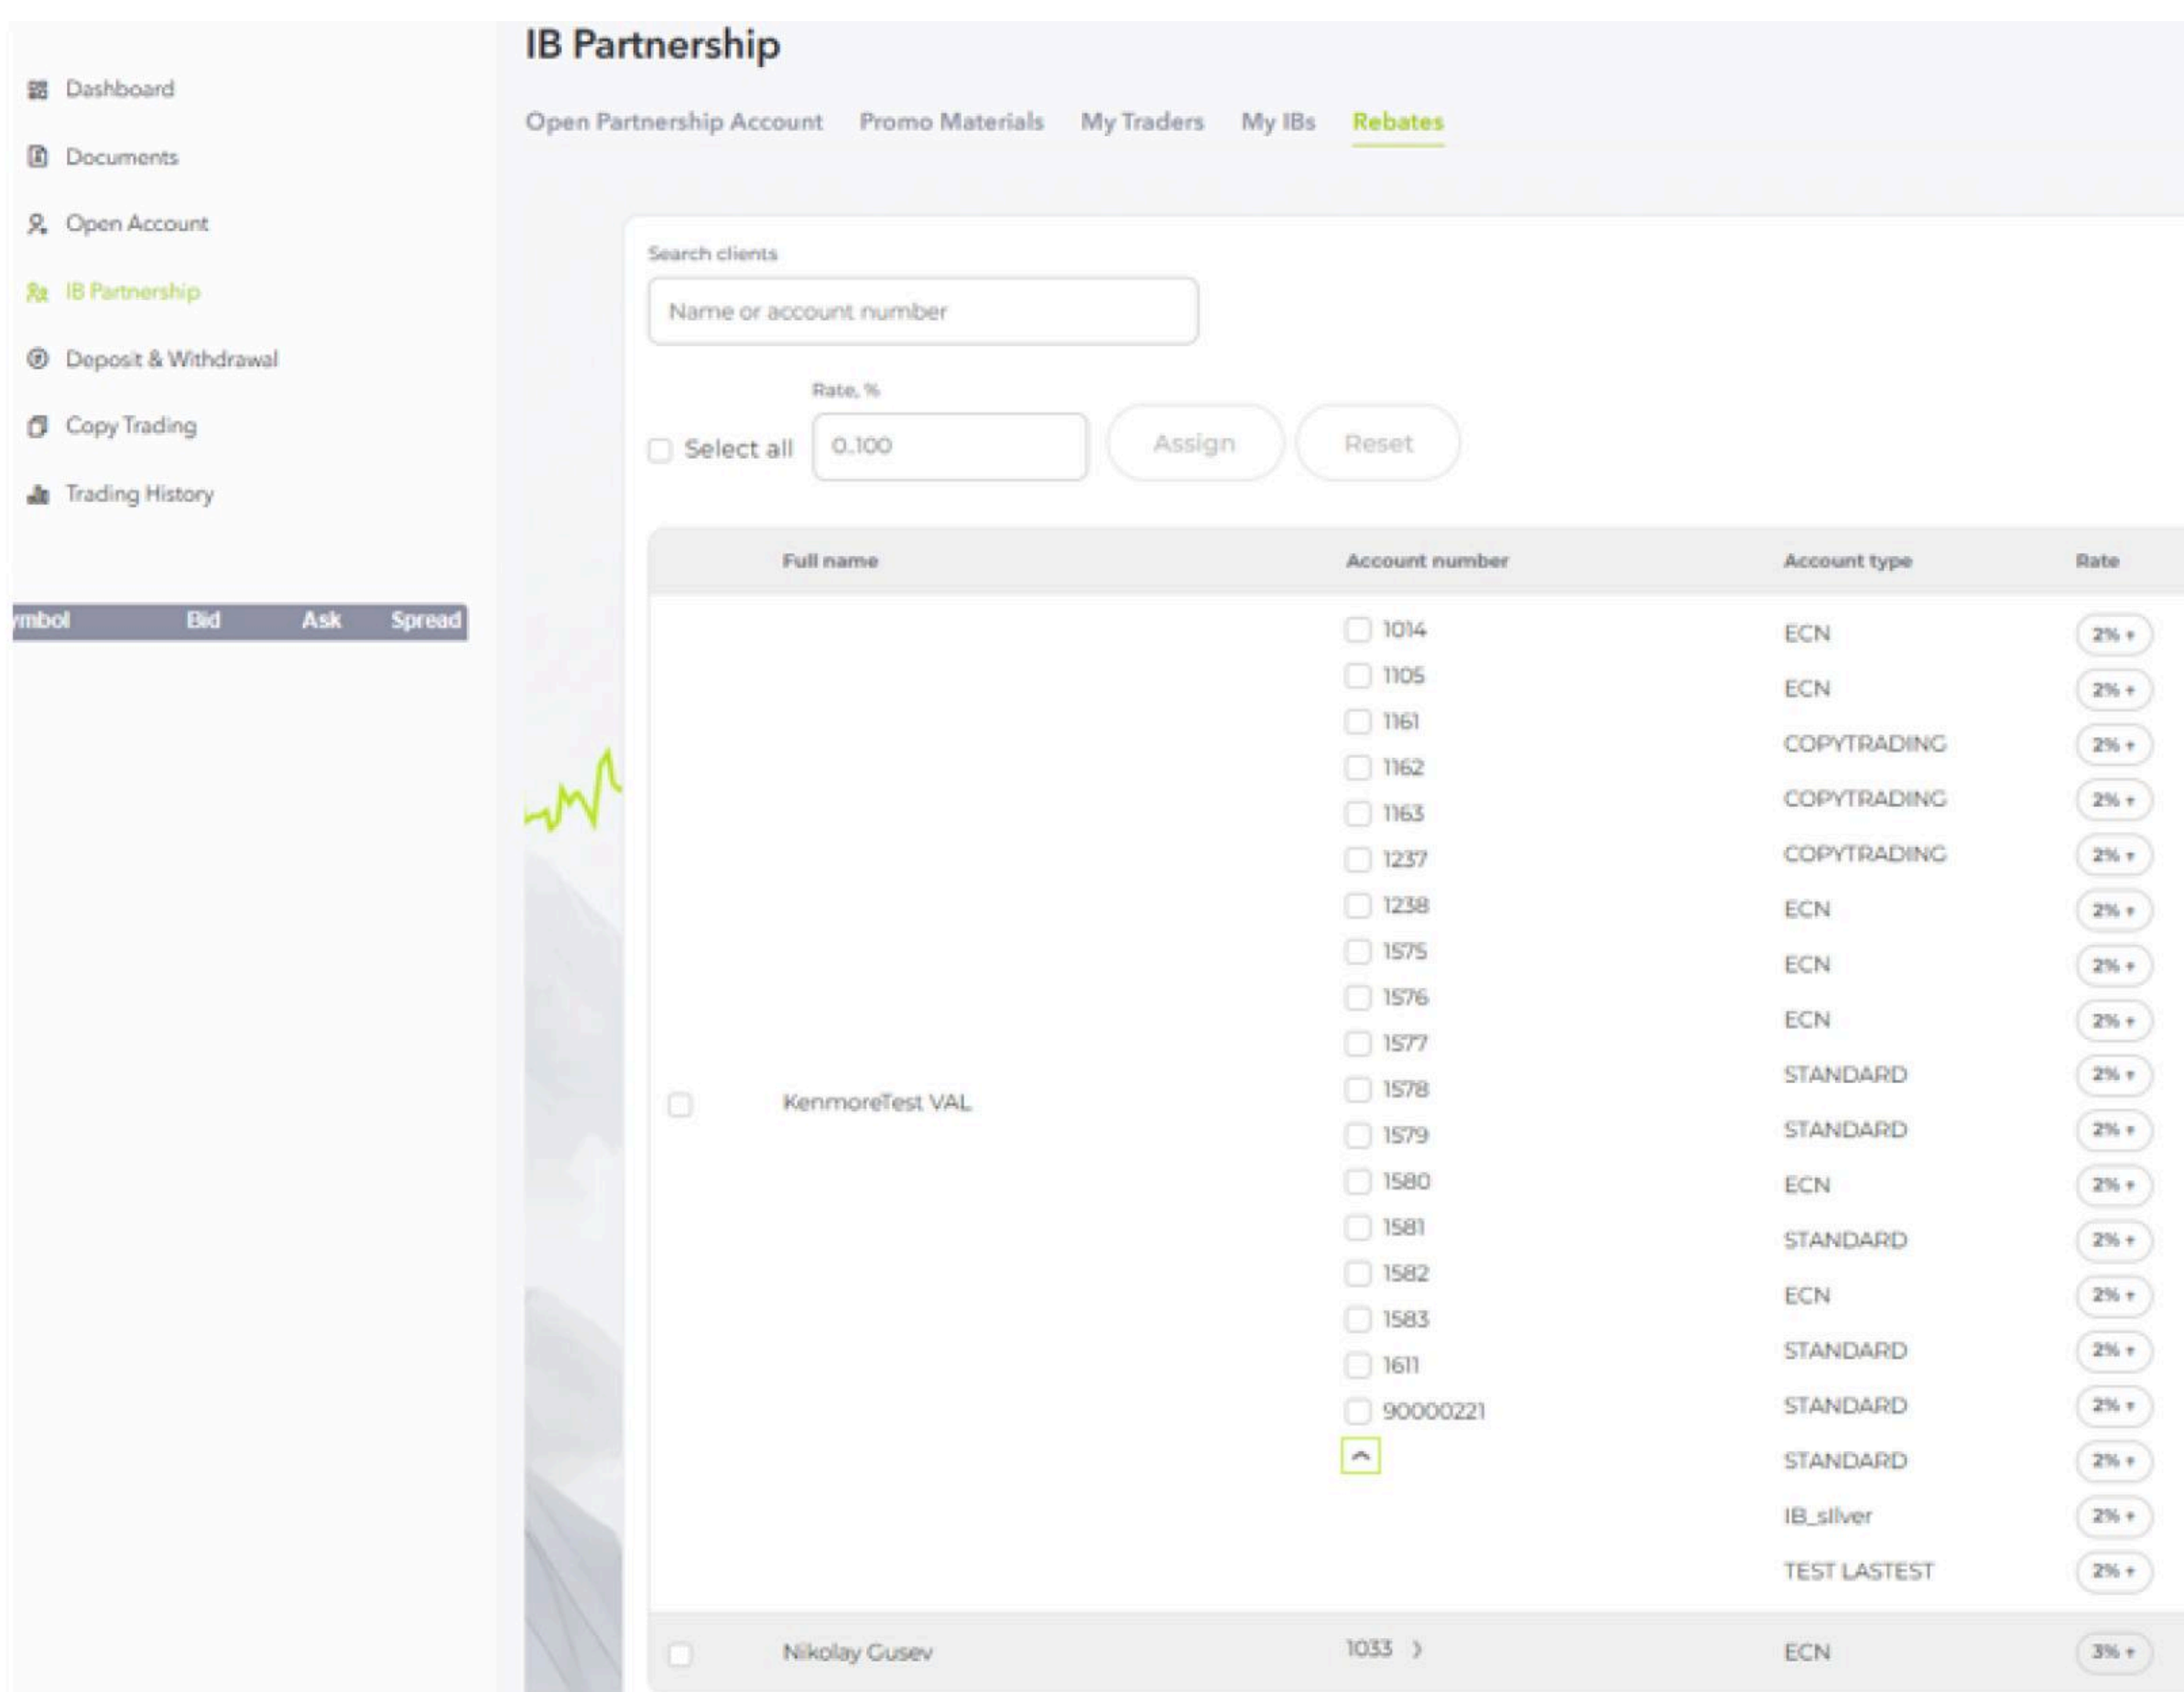 IB Partnership
Dashboard
Documents
Open Account
IB Partnership
Deposit & Withdrawal
Copy Trading
Trading History
ymbol Bid Ask Spread
Open Partnership Account Promo Materials My Traders My IBs Rebates
Search clients
Name or account number
Rate, %
Select all 0..100 Assign Reset
Full name Account number Account type Rate
1014 ECN 2%
1105 ECN 2%
1161 COPYTRADING 2%
1162 COPYTRADING 2%
1163 COPYTRADING 2%
1237 ECN 2%
1238 ECN 2%
1575 ECN 2%
1576 STANDARD 2%
1577 STANDARD 2%
1578 ECN 2%
1579 STANDARD 2%
1580 ECN 2%
1581 STANDARD 2%
1582 STANDARD 2%
1583 STANDARD 2%
1611 IB_sIlver 2%
90000221 TEST LASTEST 2%
KenmoreTest VAL
Nikolay Gusev 1033 ECN 3%